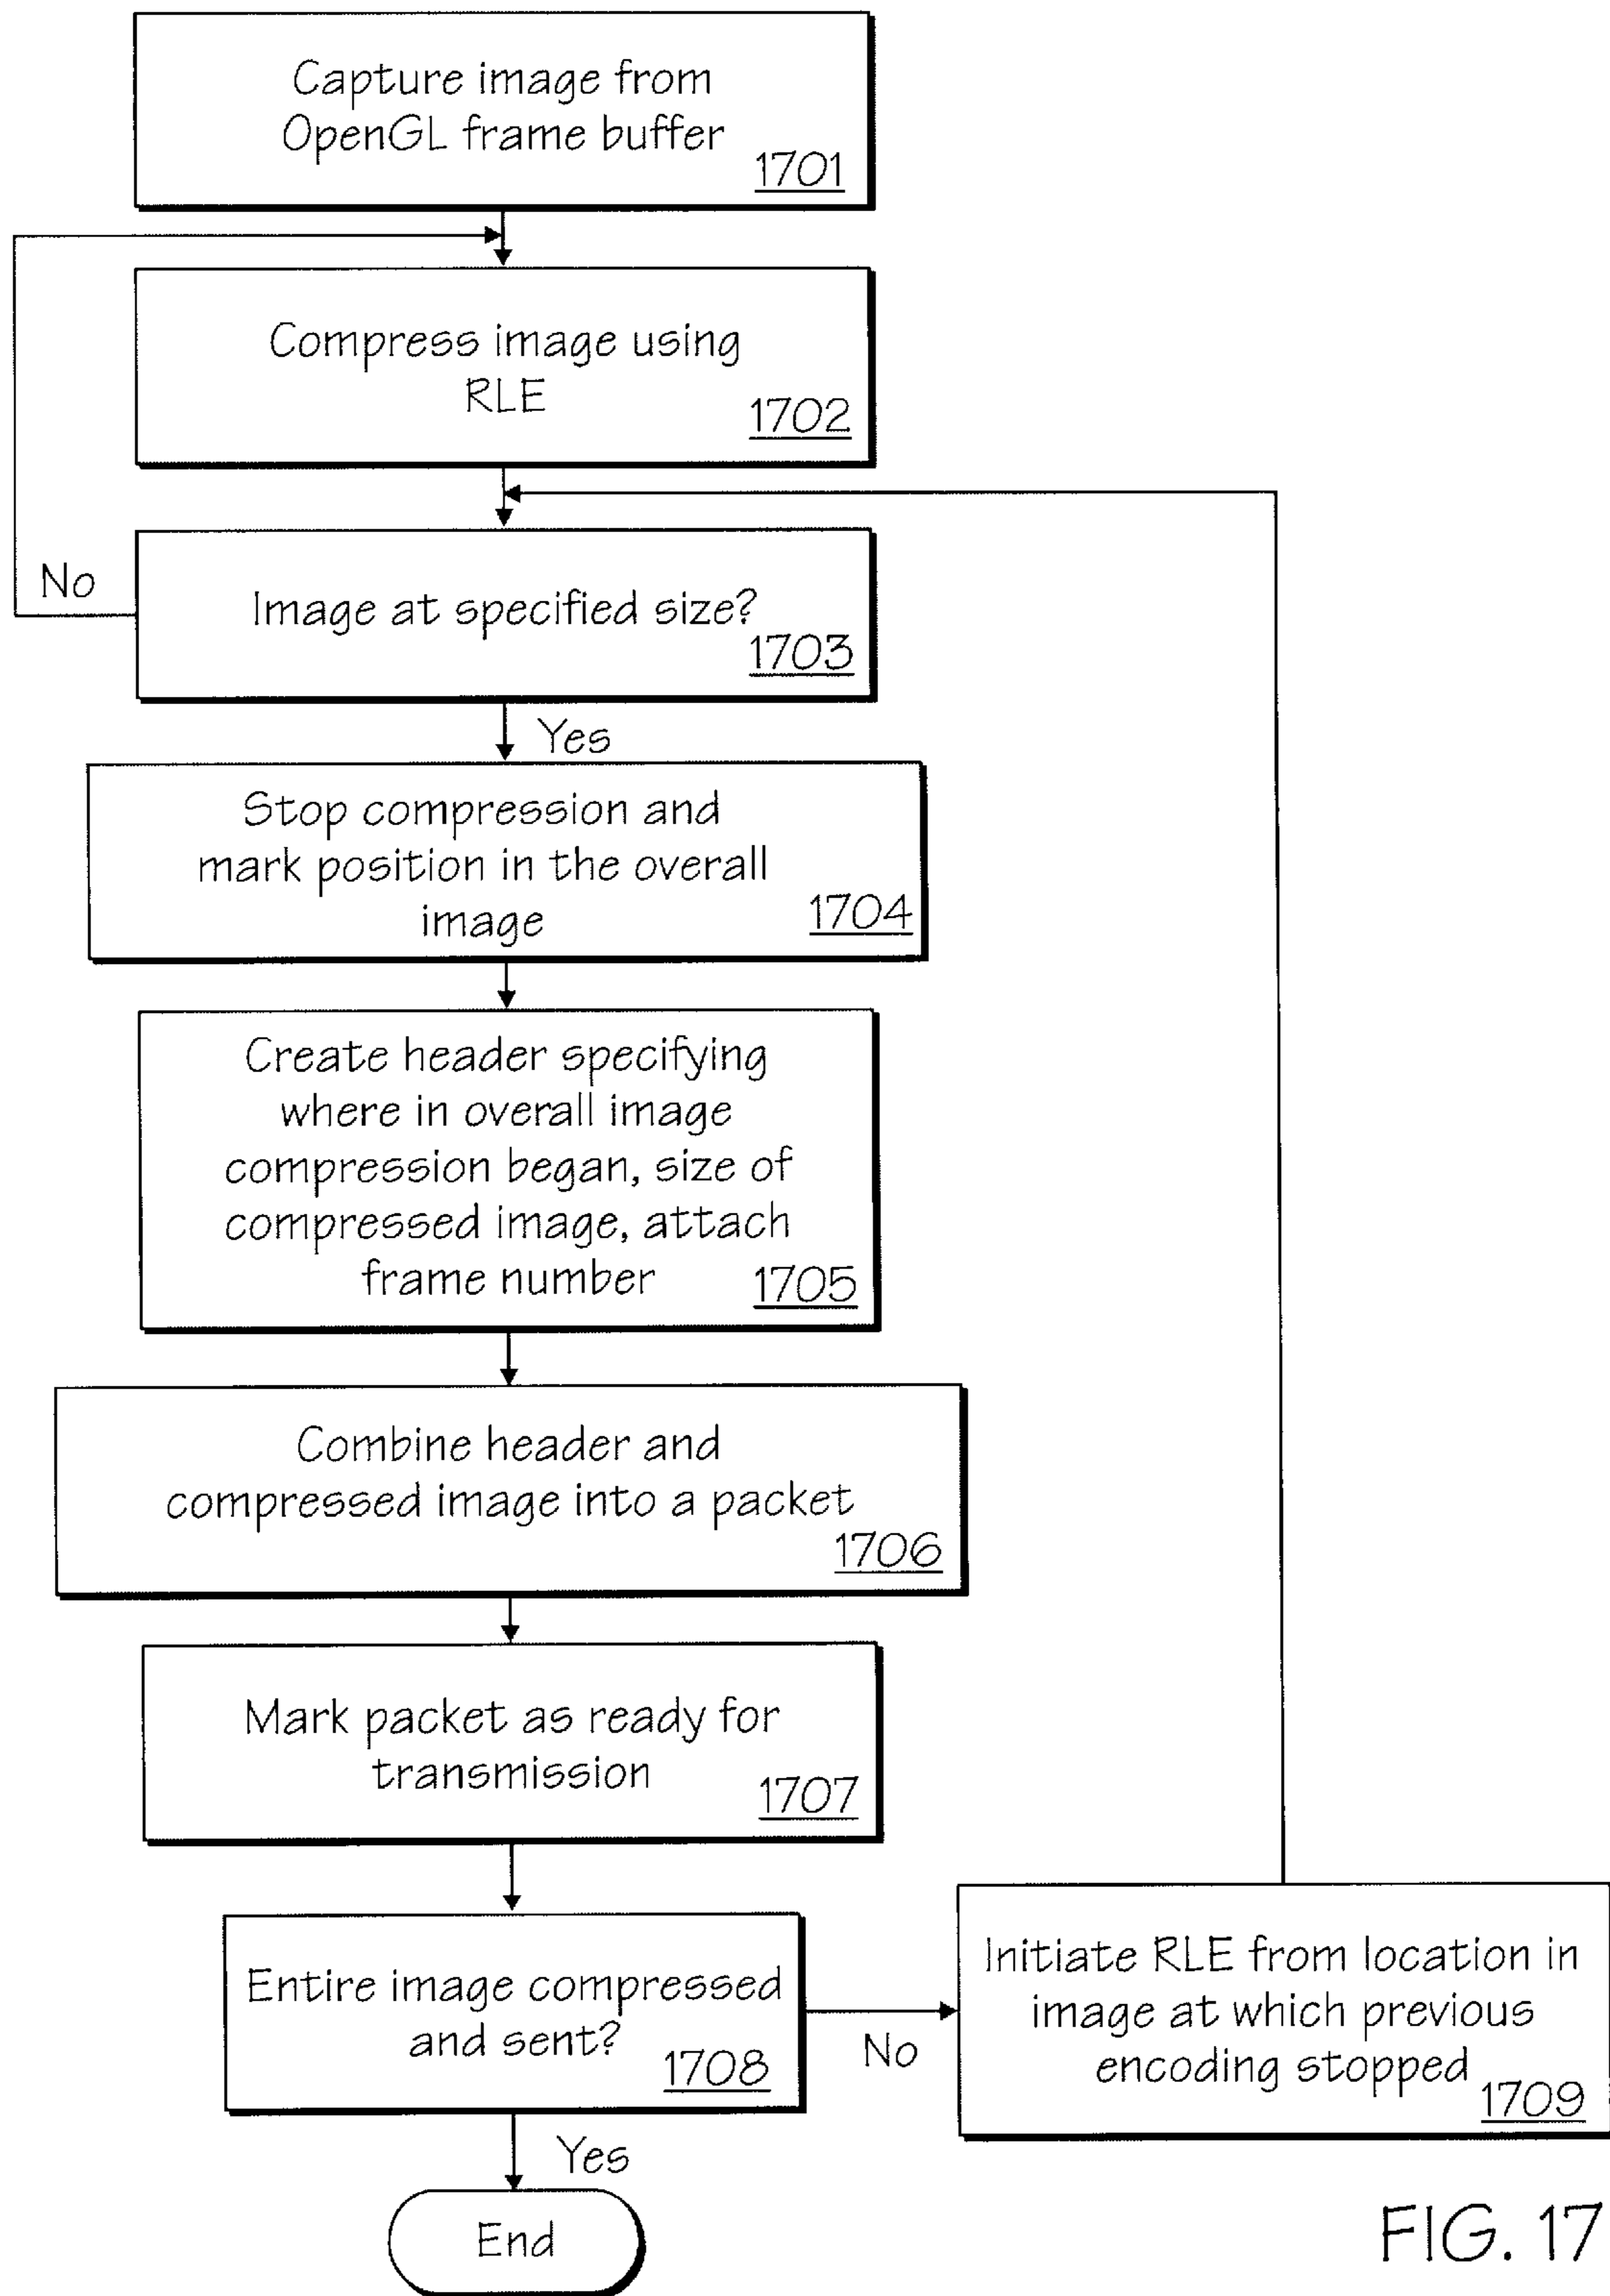 Capture image from
OpenGL frame buffer
1701
Compress image using
RLE
1702
No
Image at specified size?
1703
Yes
Stop compression and
mark position in the overall
image
1704
Create header specifying
where in overall image
compression began, size of
compressed image, attach
frame number
1705
Combine header and
compressed image into a packet
1706
Mark packet as ready for
transmission
1707
Entire image compressed
and sent?
1708
No
Initiate RLE from location in
image at which previous
encoding stopped
1709
Yes
End
FIG. 17